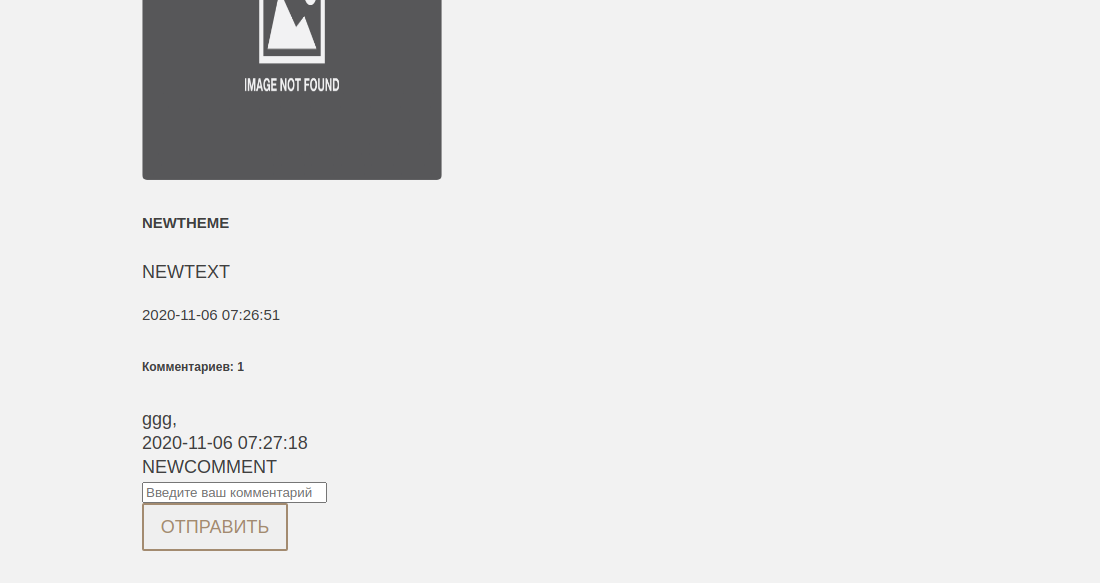 IMAGE NOT FOUND
NEWTHEME
NEWTEXT
2020-11-06 07:26:51
Комментариев: 1
ggg,
2020-11-06 07:27:18
NEWCOMMENT
Введите ваш комментарий
ОТПРАВИТЬ